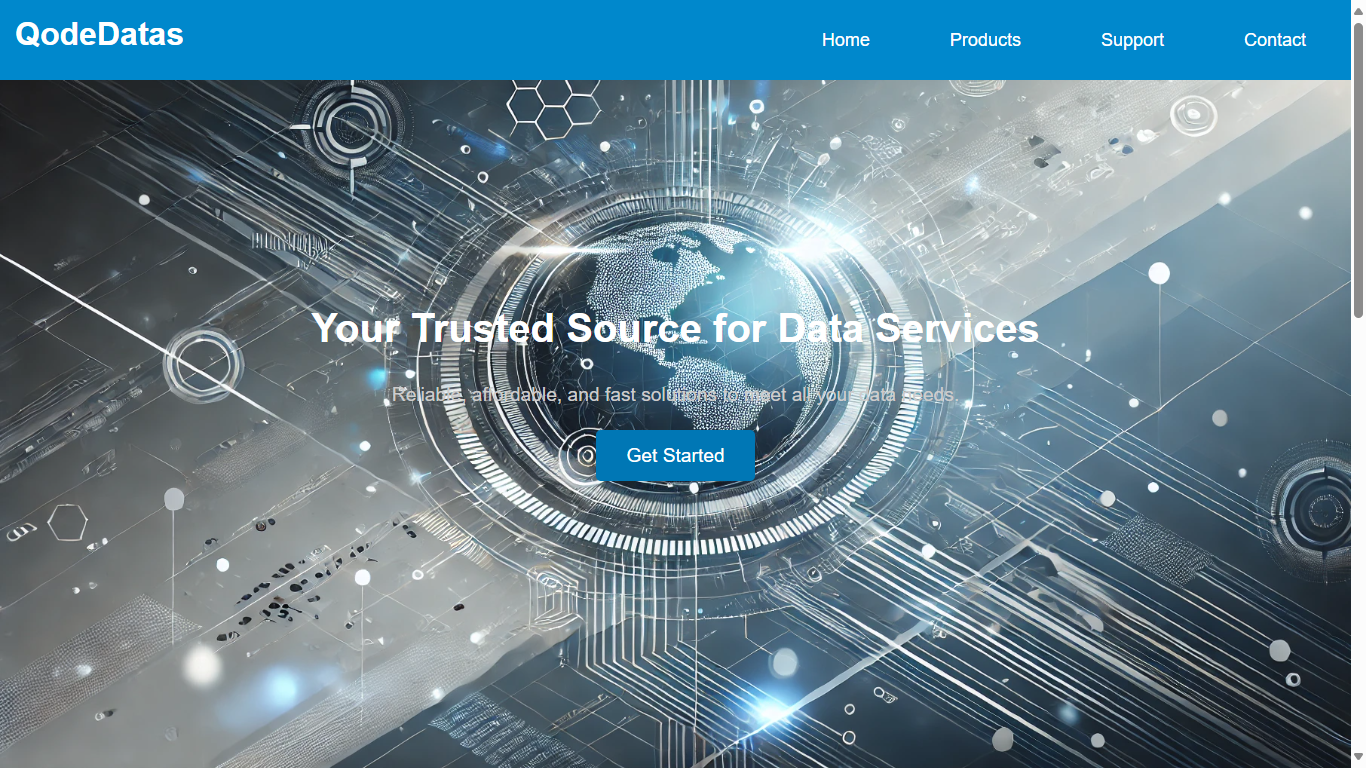 QodeDatas
Home
Products
Support
Contact
Your Trusted Source for Data Services
Reliable, affordable, and fast solutions to meet all your data needs.
Get Started